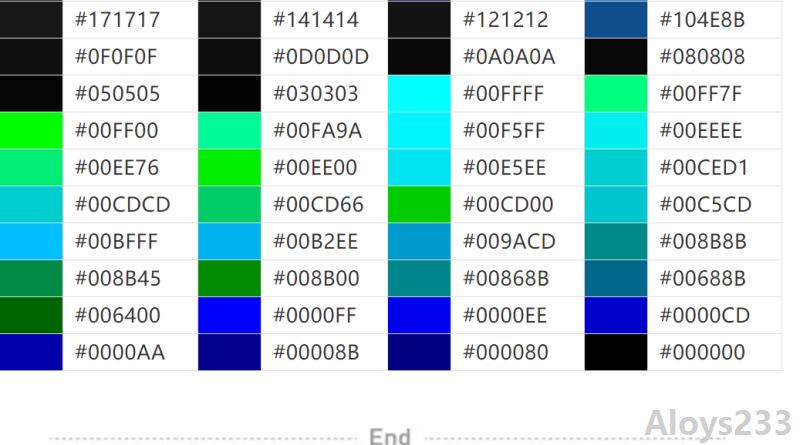 #171717 #141414 #121212 #104E8B
#0F0F0F #0D0D0D #0A0A0A #080808
#050505 #030303 #00FFFF #00FF7F
#00FF00 #00FA9A #00F5FF #00EEEE
#00EE76 #00EE00 #00E5EE #00CED1
#00CDCD #00CD66 #00CD00 #00C5CD
#00BFFF #00B2EE #009ACD #008B8B
#008B45 #008B00 #00868B #00688B
#006400 #0000FF #0000EE #0000CD
#0000AA #00008B #000080 #000000
End
Aloys233